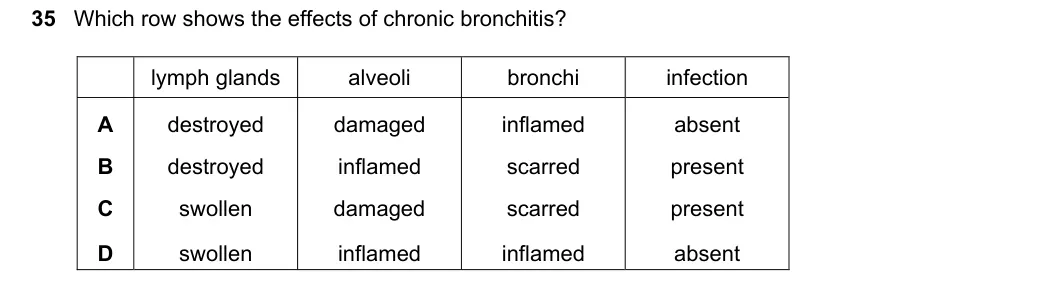 35 Which row shows the effects of chronic bronchitis?
lymph glands alveoli bronchi infection
A destroyed damaged inflamed absent
B destroyed inflamed scarred present
C swollen damaged scarred present
D swollen inflamed inflamed absent